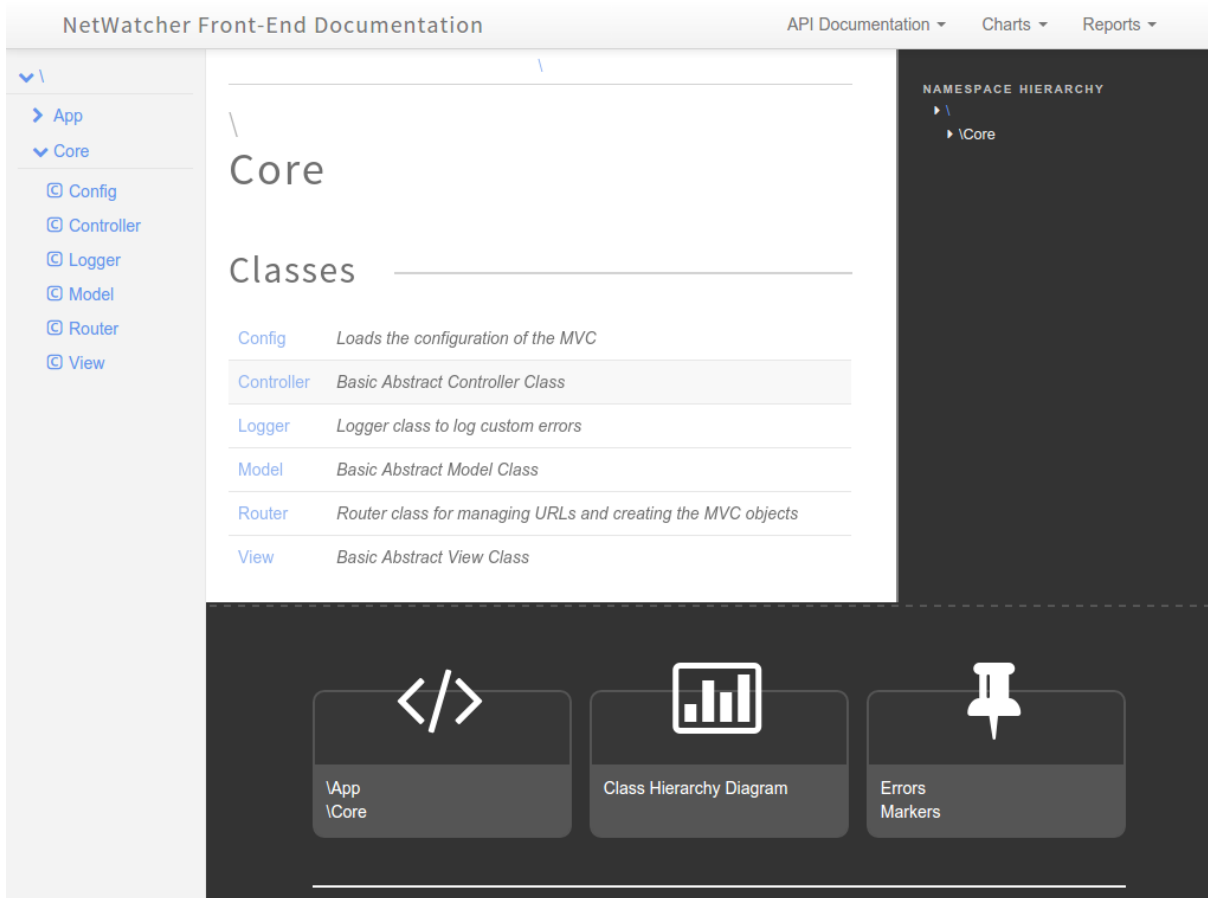 NetWatcher Front-End Documentation
API Documentation
Charts
Reports
\
App
Core
Config
Controller
Logger
Model
Router
View
\
\
Core
Classes
Config Loads the configuration of the MVC
Controller Basic Abstract Controller Class
Logger Logger class to log custom errors
Model Basic Abstract Model Class
Router Router class for managing URLs and creating the MVC objects
View Basic Abstract View Class
NAMESPACE HIERARCHY
\
\Core
\App
\Core
Class Hierarchy Diagram
Errors
Markers